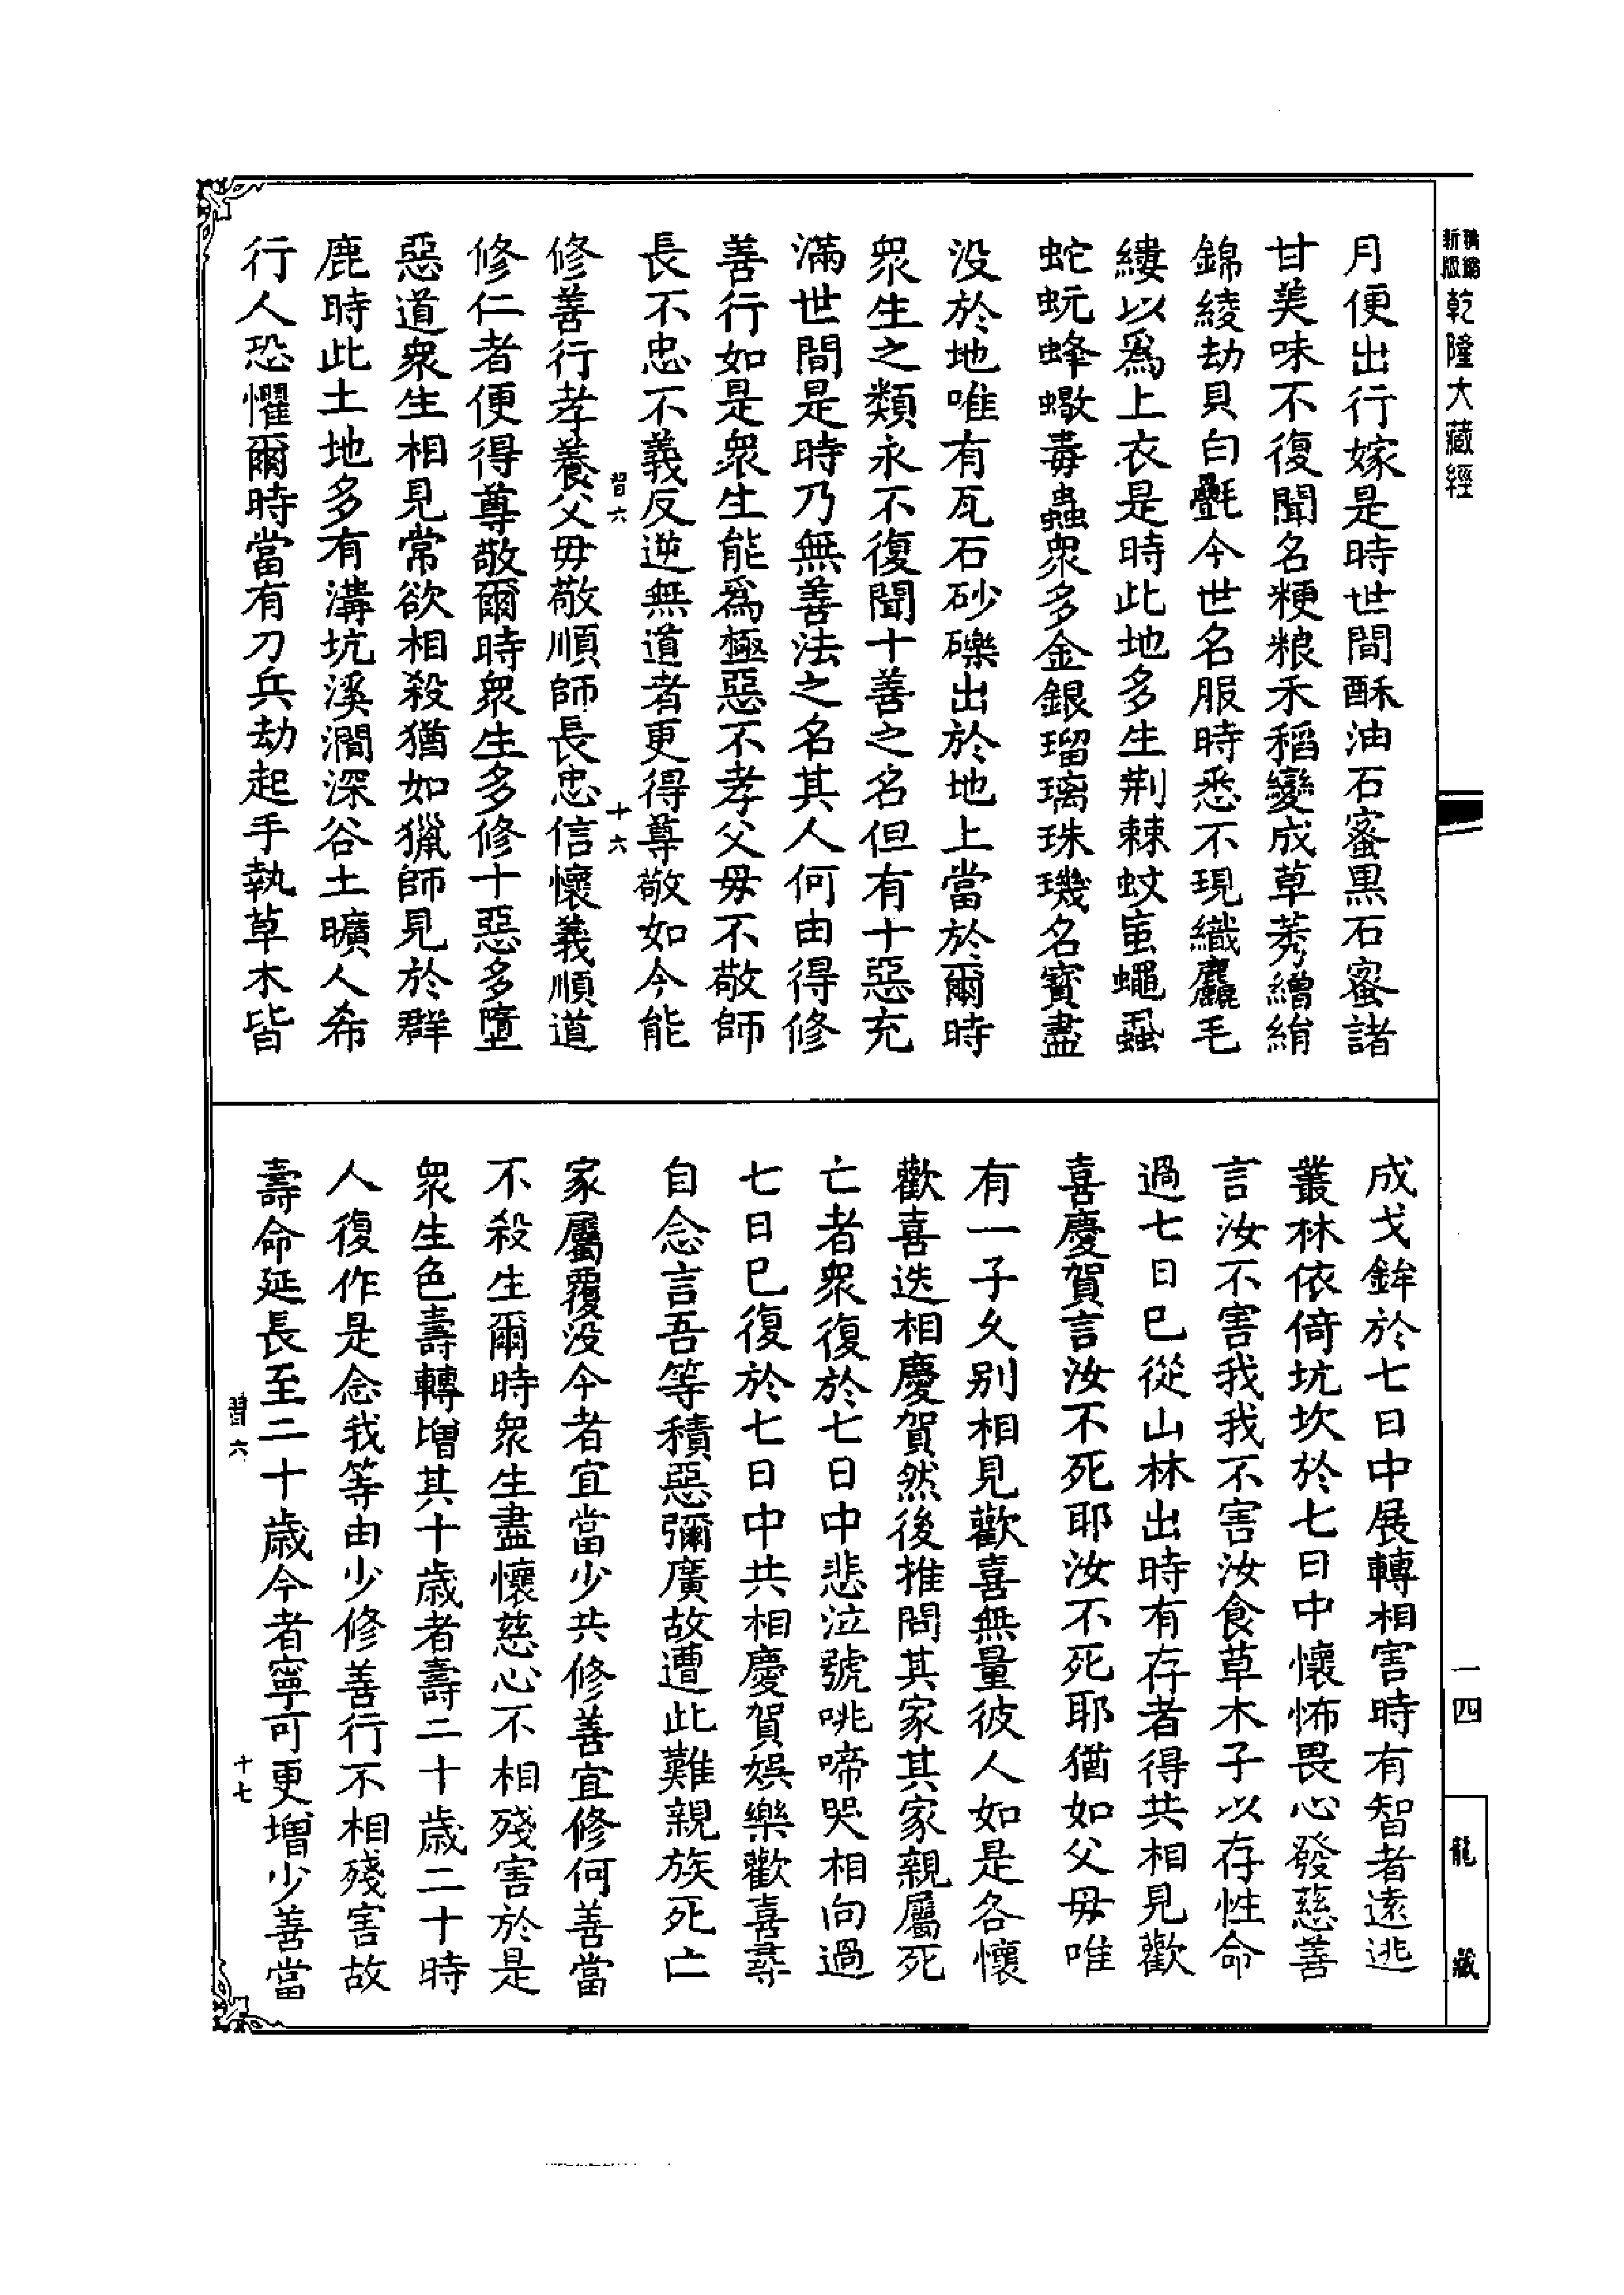 精縮
新版
乾隆大藏經
月便出行嫁是時世間酥油石蜜黑石蜜諸
甘美味不復聞名粳粮禾稻變成草莠繒絹
錦綾劫貝白㲲今世名服時悉不現織麤毛
縷以爲上衣是時此地多生荆棘蚊虻蠅蝨
蛇蚖蜂蠍毒蟲衆多金銀瑠璃珠璣名寳盡
没於地唯有瓦石砂礫出於地上當於爾時
衆生之類永不復聞十善之名但有十惡充
滿世間是時乃無善法之名其人何由得修
善行如是衆生能爲極惡不孝父毋不敬師
長不忠不義反逆無道者更得尊敬如今能
習六
十六
修善行孝養父毋敬順師長忠信懷義順道
修仁者便得尊敬爾時衆生多修十惡多墮
惡道衆生相見常欲相殺猶如獵師見於群
鹿時此土地多有溝坑溪澗深谷土曠人希
行人恐懼爾時當有刀兵劫起手執草木皆
成戈鉾於七日中展轉相害時有智者遠逃
叢林依倚坑坎於七日中懷怖畏心發慈善
言汝不害我我不害汝食草木子以存性命
過七日已從山林出時有存者得共相見歡
喜慶賀言汝不死耶汝不死耶猶如父毋唯
有一子久别相見歡喜無量彼人如是各懷
歡喜迭相慶賀然後推問其家其家親屬死
亡者衆復於七日中悲泣號咷啼哭相向過
七日已復於七日中共相慶賀娛樂歡喜尋
自念言吾等積惡彌廣故遭此難親族死亡
家屬覆没今者宜當少共修善宜修何善當
不殺生爾時衆生盡懷慈心不相殘害於是
衆生色壽轉增其十歲者壽二十歲二十時
人復作是念我等由少修善行不相殘害故
壽命延長至二十歲今者寧可更增少善當
習六
十七
一四
龍藏